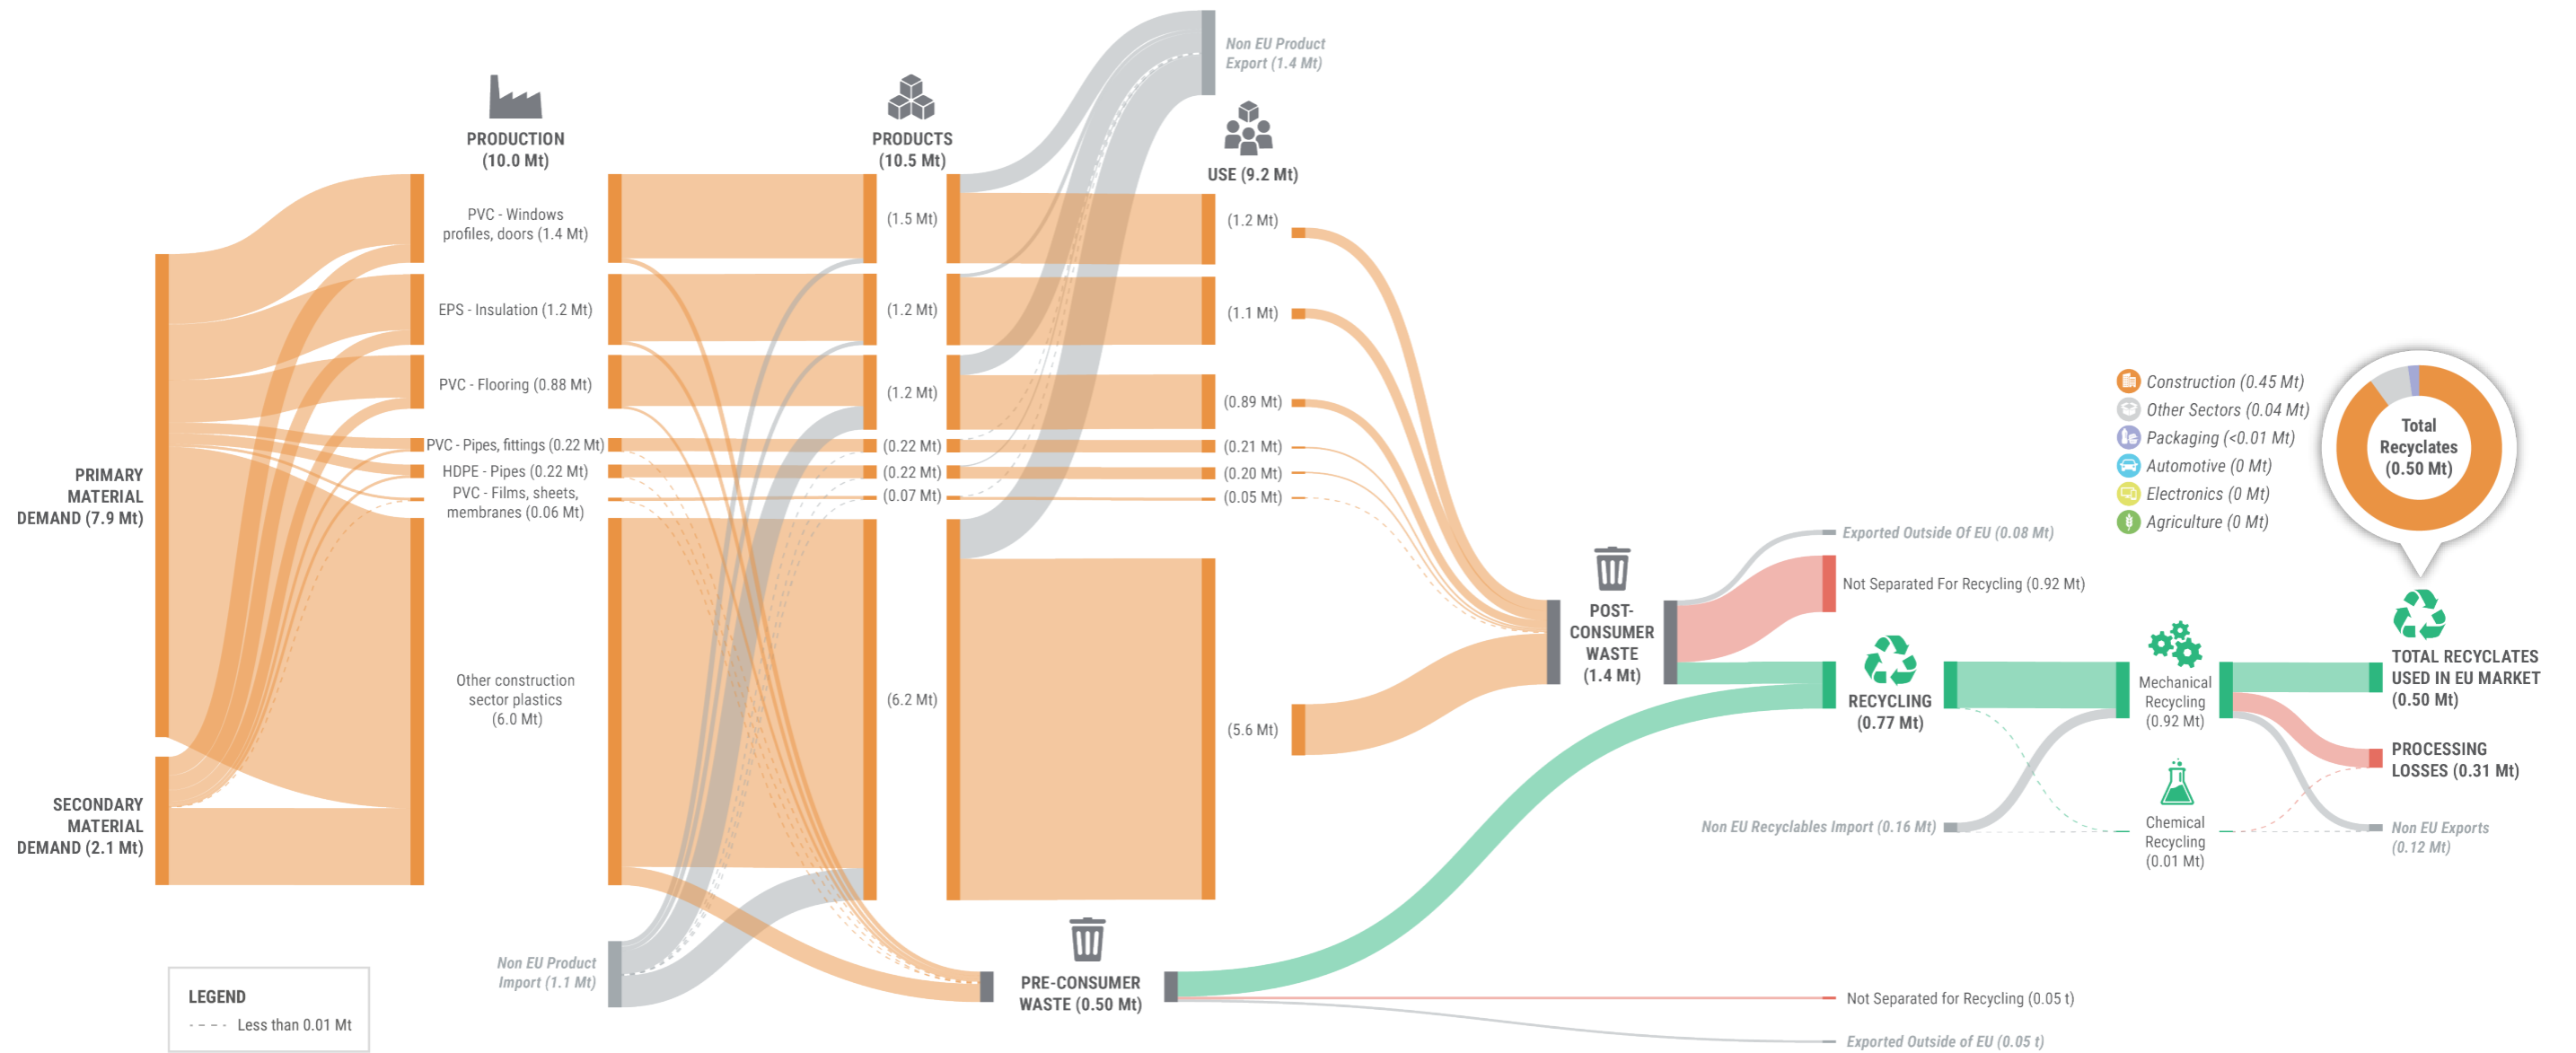 Non EU Product
Export (1.4 Mt)
PRODUCTION
(10.0 Mt)
PRODUCTS
(10.5 Mt)
USE (9.2 Mt)
PVC - Windows
profiles, doors (1.4 Mt)
(1.5 Mt)
(1.2 Mt)
EPS - Insulation (1.2 Mt)
(1.2 Mt)
(1.1 Mt)
PVC - Flooring (0.88 Mt)
(1.2 Mt)
(0.89 Mt)
PVC - Pipes, fittings (0.22 Mt)
(0.22 Mt)
(0.21 Mt)
HDPE - Pipes (0.22 Mt)
(0.22 Mt)
(0.20 Mt)
PVC - Films, sheets,
membranes (0.06 Mt)
(0.07 Mt)
(0.05 Mt)
PRIMARY
MATERIAL
DEMAND (7.9 Mt)
Other construction
sector plastics
(6.0 Mt)
(6.2 Mt)
(5.6 Mt)
SECONDARY
MATERIAL
DEMAND (2.1 Mt)
Non EU Product
Import (1.1 Mt)
PRE-CONSUMER
WASTE (0.50 Mt)
LEGEND
Less than 0.01 Mt
POST-
CONSUMER
WASTE
(1.4 Mt)
Exported Outside Of EU (0.08 Mt)
Not Separated For Recycling (0.92 Mt)
RECYCLING
(0.77 Mt)
Non EU Recyclables Import (0.16 Mt)
Not Separated for Recycling (0.05 t)
Exported Outside of EU (0.05 t)
Mechanical
Recycling
(0.92 Mt)
Chemical
Recycling
(0.01 Mt)
Construction (0.45 Mt)
Other Sectors (0.04 Mt)
Packaging (<0.01 Mt)
Automotive (0 Mt)
Electronics (0 Mt)
Agriculture (0 Mt)
Total
Recyclates
(0.50 Mt)
TOTAL RECYCLATES
USED IN EU MARKET
(0.50 Mt)
PROCESSING
LOSSES (0.31 Mt)
Non EU Exports
(0.12 Mt)